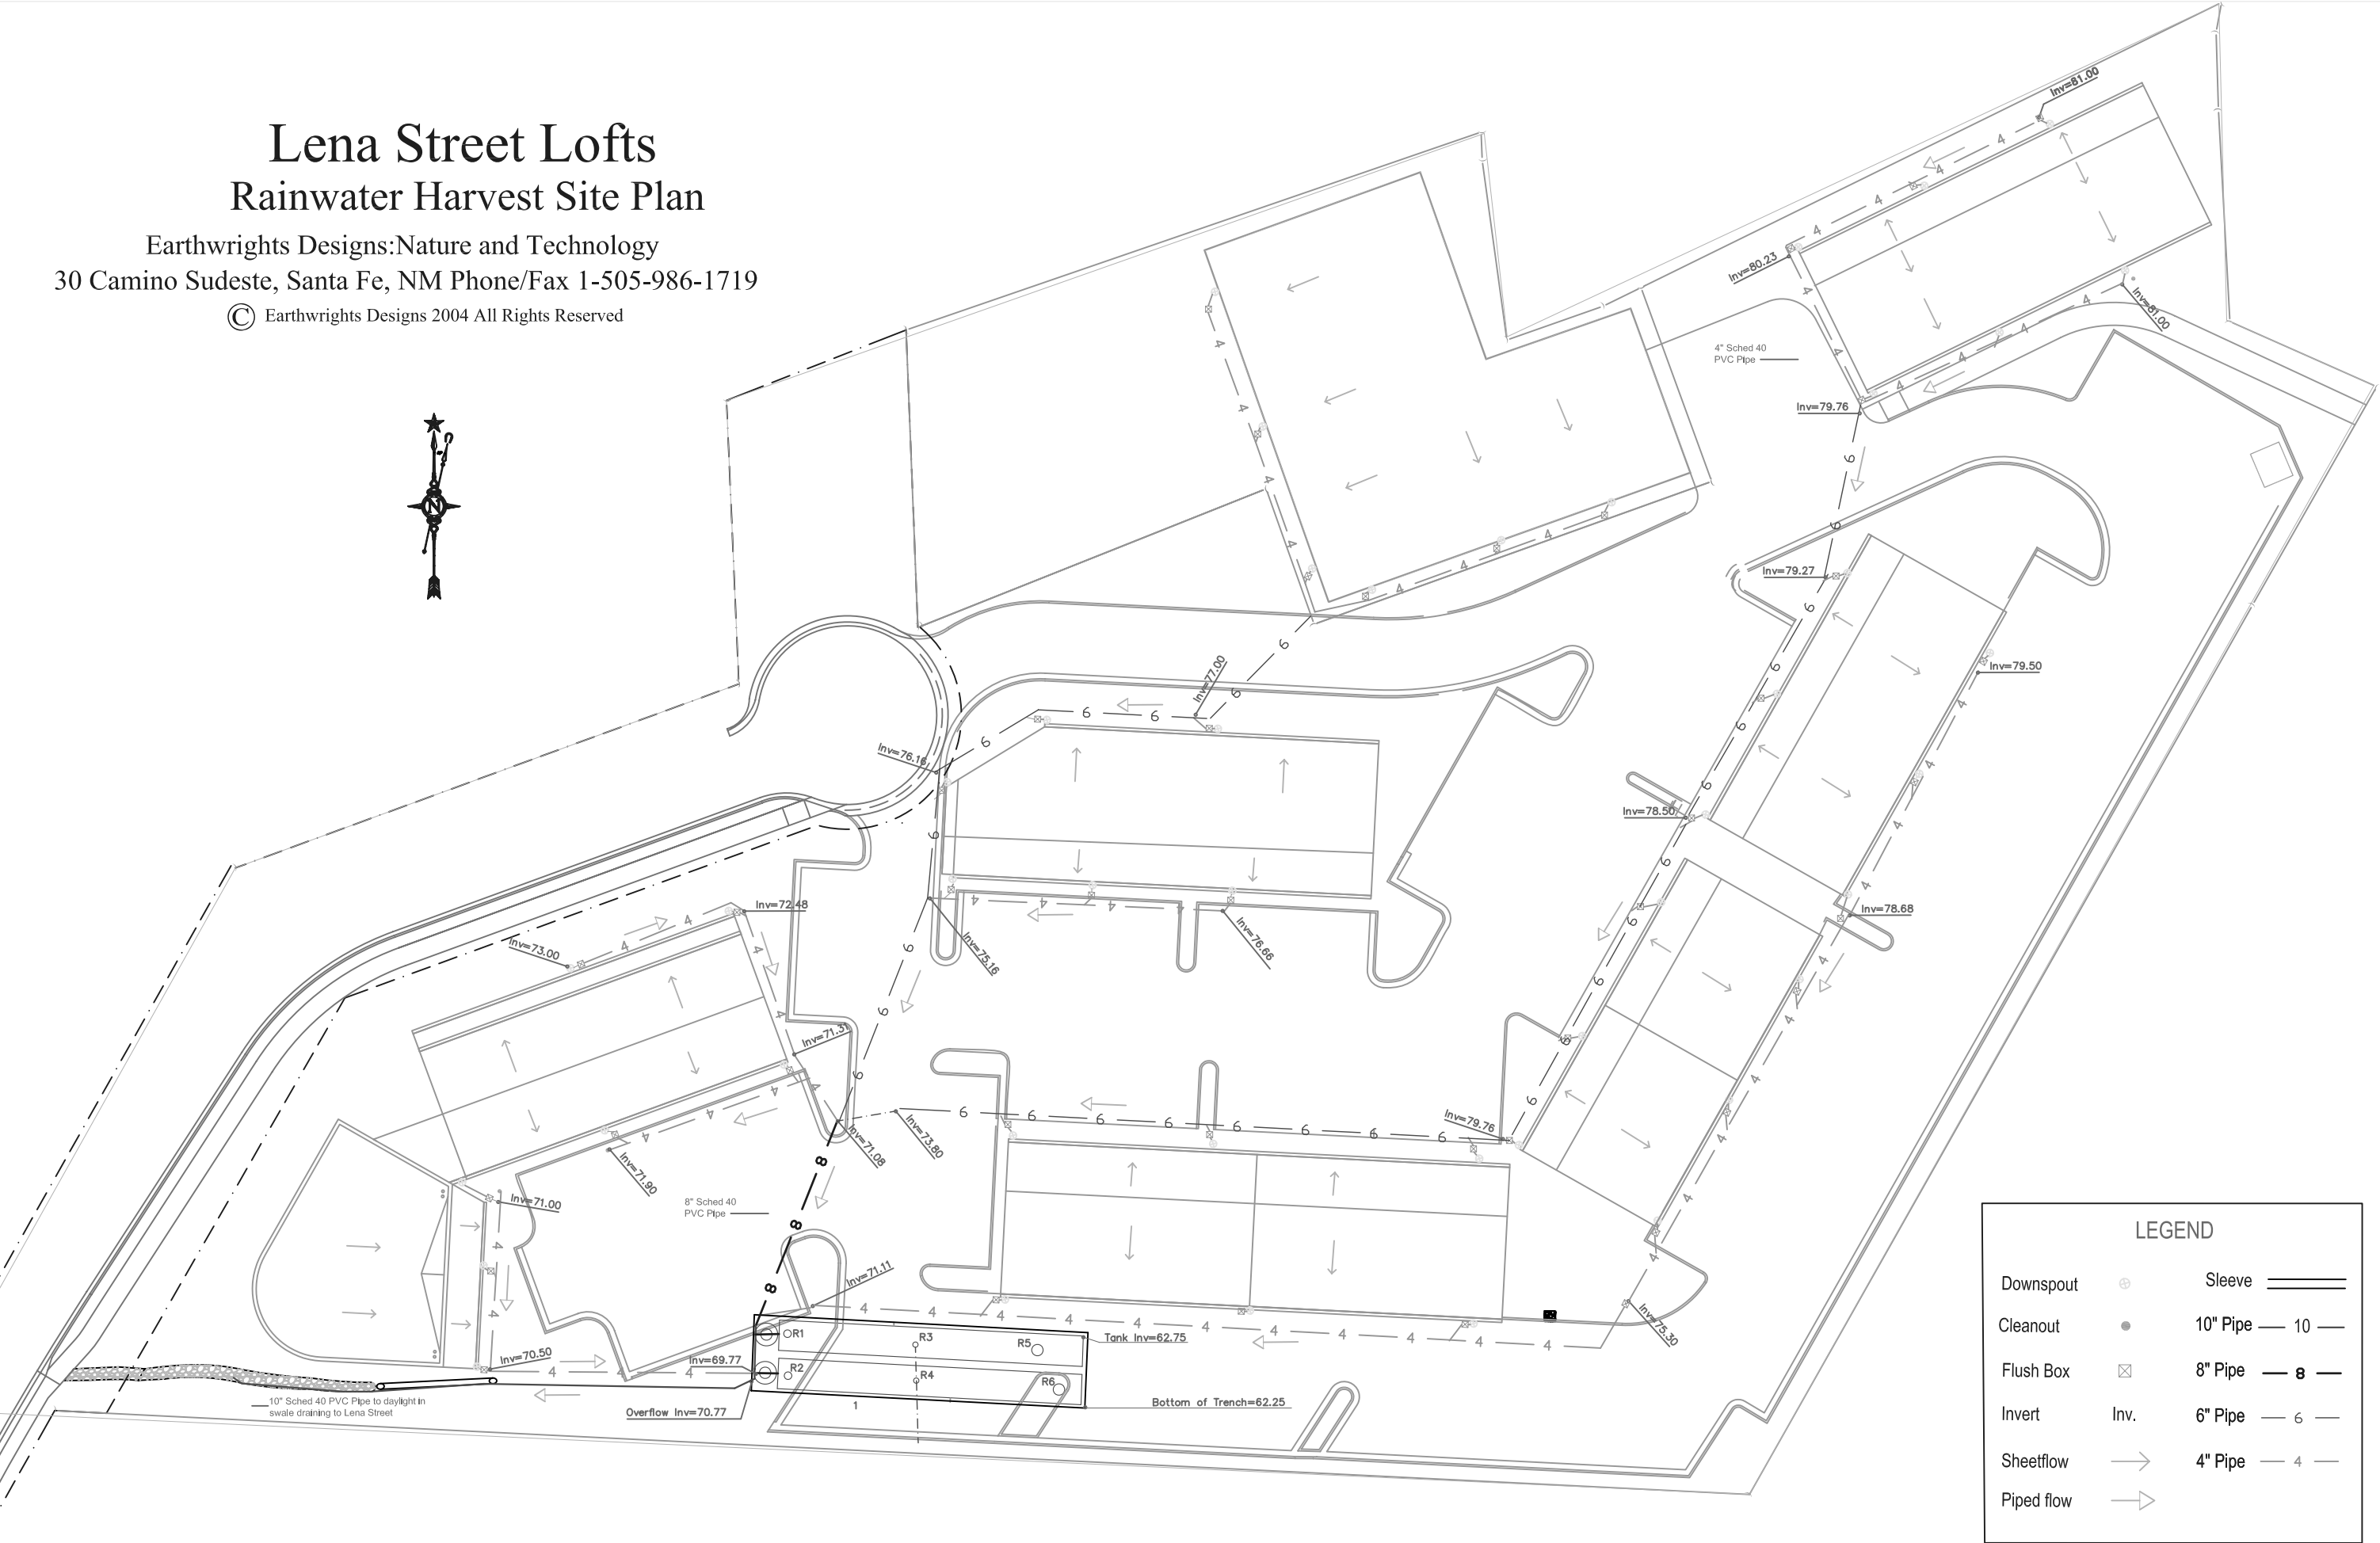 Lena Street Lofts
Rainwater Harvest Site Plan
Earthwrights Designs:Nature and Technology
30 Camino Sudeste, Santa Fe, NM Phone/Fax 1-505-986-1719
© Earthwrights Designs 2004 All Rights Reserved
N
Inv=81.00
Inv=80.23
Inv=81.00
4" Sched 40
PVC Pipe
Inv=79.76
Inv=79.27
Inv=79.50
Inv=77.00
Inv=76.16
Inv=78.50
Inv=72.48
Inv=78.68
Inv=73.00
Inv=75.16
Inv=76.66
Inv=71.31
Inv=79.76
Inv=73.80
Inv=71.08
Inv=71.90
8" Sched 40
PVC Pipe
Inv=71.00
Inv=71.11
Inv=75.30
R1
R3
R5
Tank Inv=62.75
Inv=70.50
Inv=69.77
R2
R4
R6
10" Sched 40 PVC Pipe to daylight in
swale draining to Lena Street
Overflow Inv=70.77
1
Bottom of Trench=62.25
LEGEND
Downspout
Sleeve
Cleanout
10" Pipe 10
Flush Box
8" Pipe 8
Invert Inv.
6" Pipe 6
Sheetflow
4" Pipe 4
Piped flow